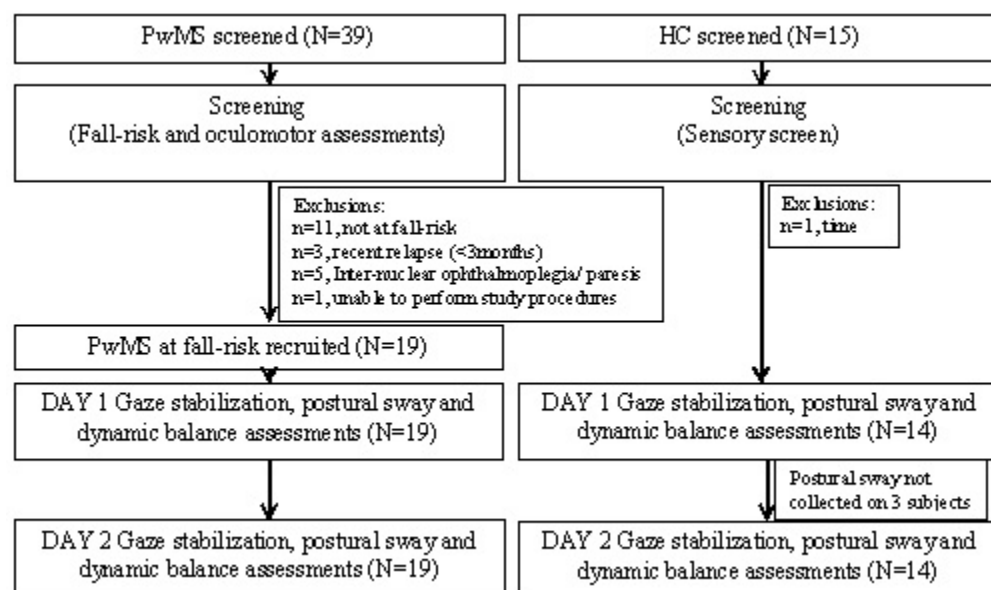 PwMS screened (N=39)
Screening
(Fall-risk and oculomotor assessments)
Exclusions:
n=11, not at fall-risk
n=3, recent relapse (<3months)
n=5, Inter-nuclear ophthalmoplegia/ paresis
n=1, unable to perform study procedures
PwMS at fall-risk recruited (N=19)
DAY 1 Gaze stabilization, postural sway and
dynamic balance assessments (N=19)
DAY 2 Gaze stabilization, postural sway and
dynamic balance assessments (N=19)
HC screened (N=15)
Screening
(Sensory screen)
Exclusions:
n=1, time
DAY 1 Gaze stabilization, postural sway and
dynamic balance assessments (N=14)
Postural sway not
collected on 3 subjects
DAY 2 Gaze stabilization, postural sway and
dynamic balance assessments (N=14)